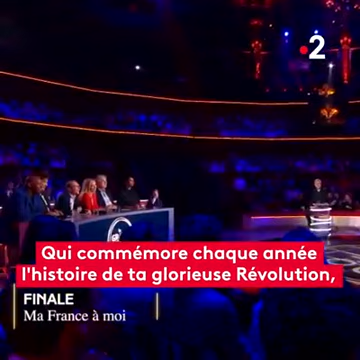 2
Qui commémore chaque année
l'histoire de ta glorieuse Révolution,
FINALE
Ma France à moi